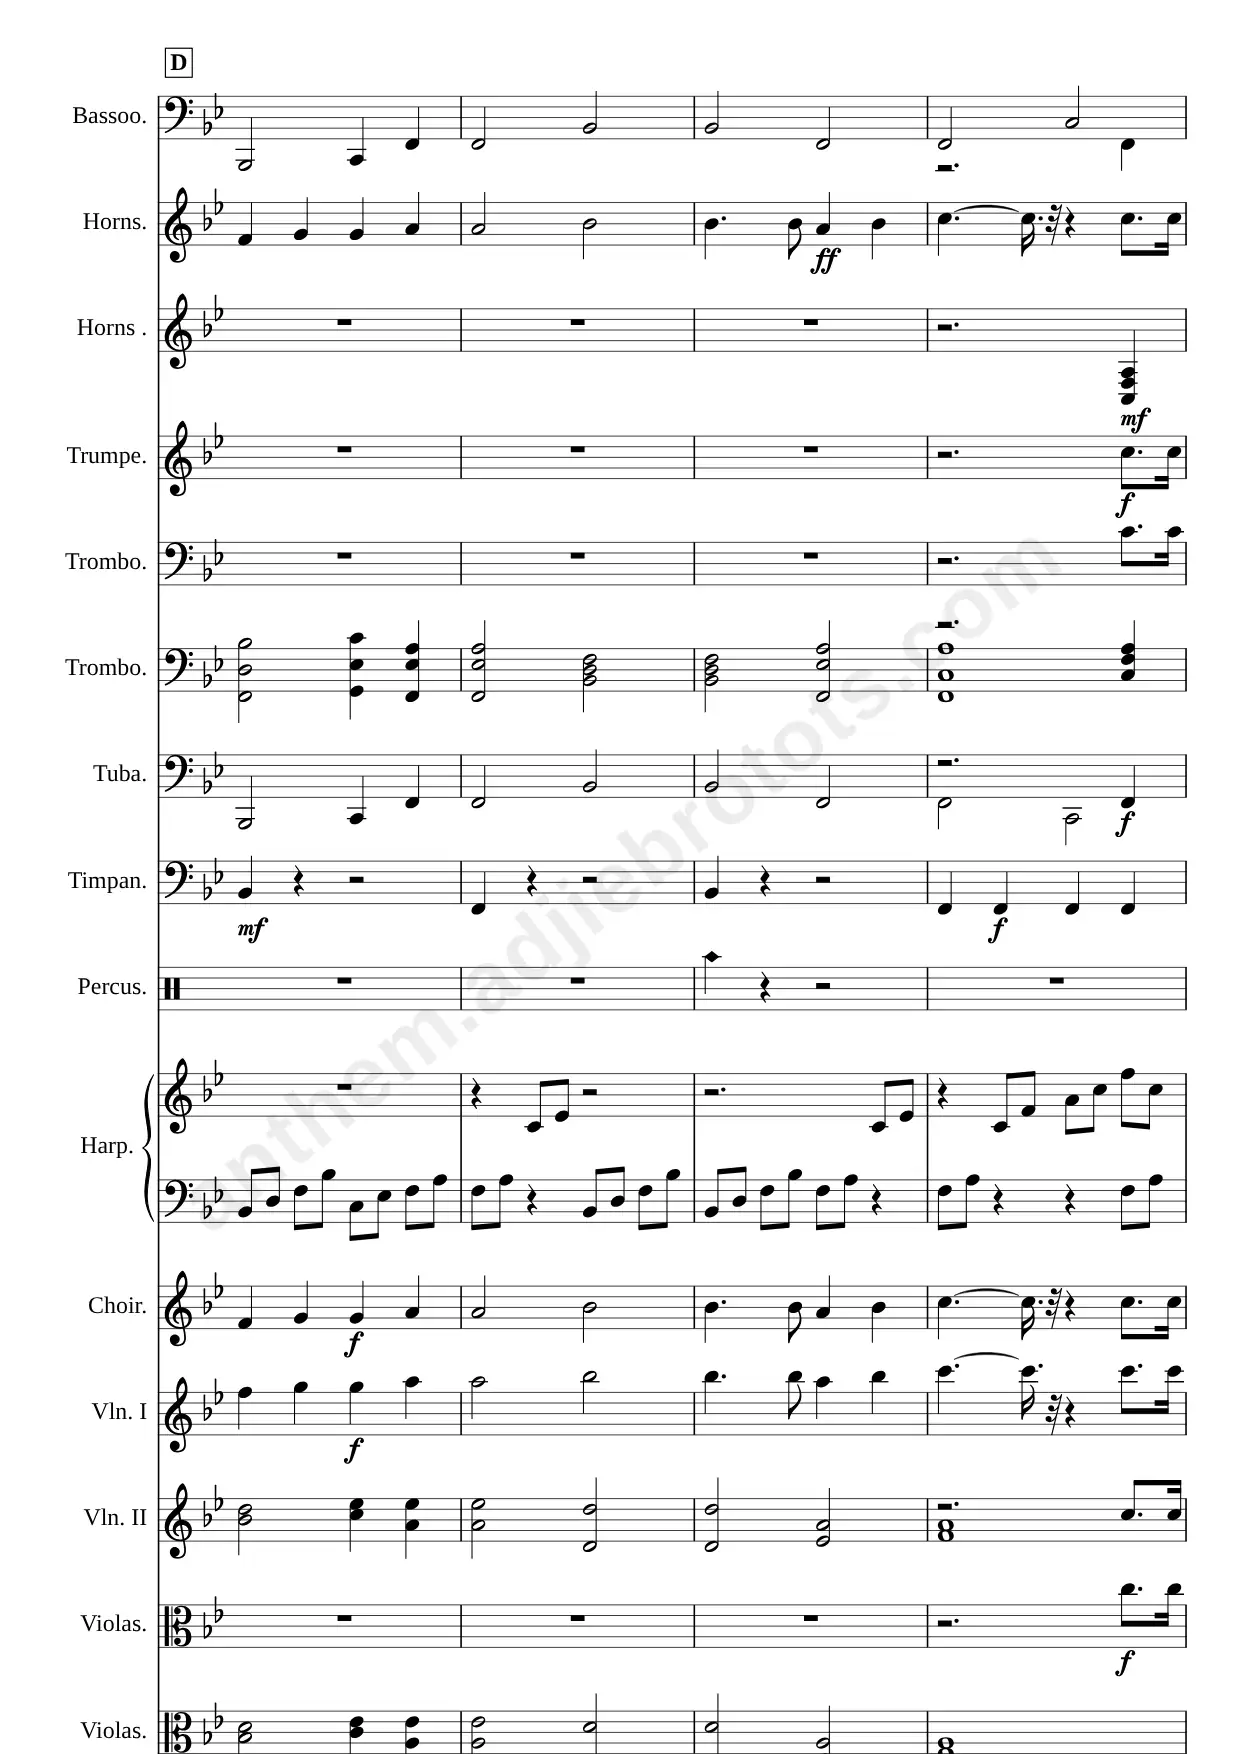 D
Bassoo.
Horns.
ff
Horns .
mf
Trumpe.
f
Trombo.
Trombo.
Tuba.
f
Timpan.
mf f
Percus.
Harp.
Choir.
f
Vln. I
f
Vln. II
Violas.
f
Violas.
anthem.adjiebrotots.com